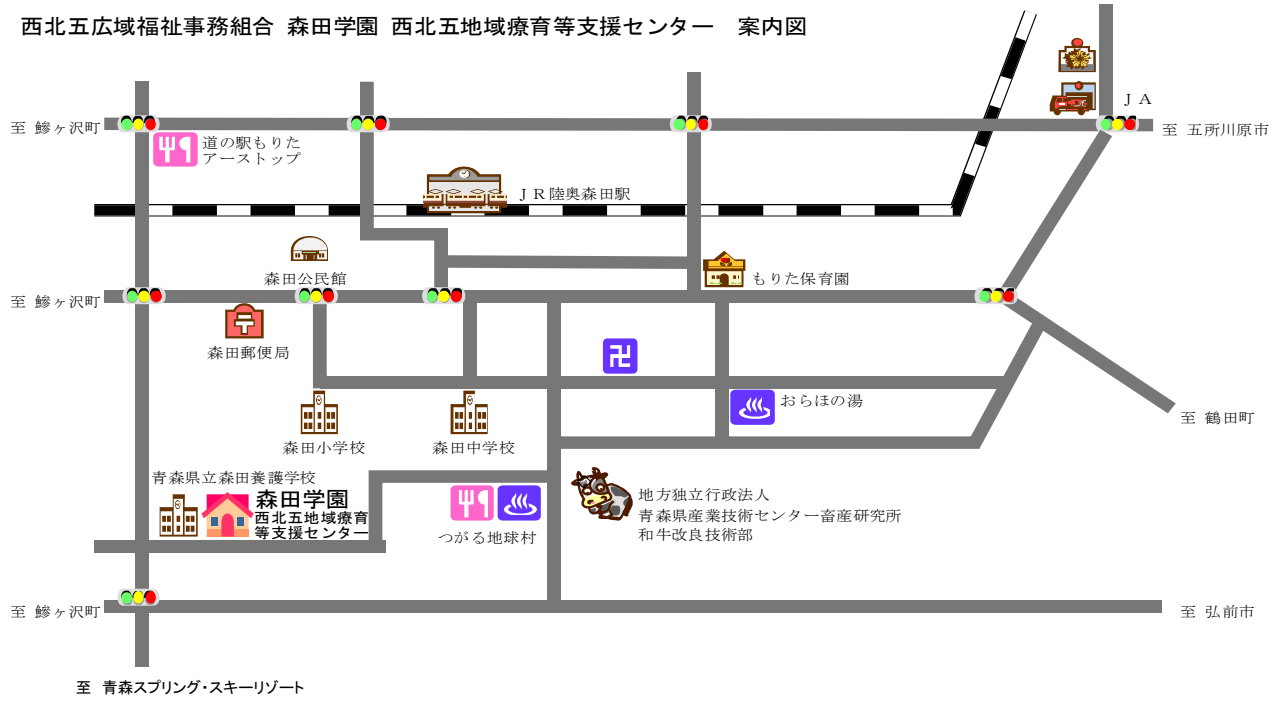 西北五広域福祉事務組合 森田学園 西北五地域療育等支援センター 案内図
ＪＡ
至 鰺ヶ沢町
至 五所川原市
道の駅もりた
アーストップ
ＪＲ陸奥森田駅
森田公民館
もりた保育園
至 鰺ヶ沢町
森田郵便局
卍
おらほの湯
至 鶴田町
森田小学校
森田中学校
青森県立森田養護学校
森田学園
西北五地域療育
等支援センター
つがる地球村
地方独立行政法人
青森県産業技術センター畜産研究所
和牛改良技術部
至 鰺ヶ沢町
至 弘前市
至 青森スプリング・スキーリゾート